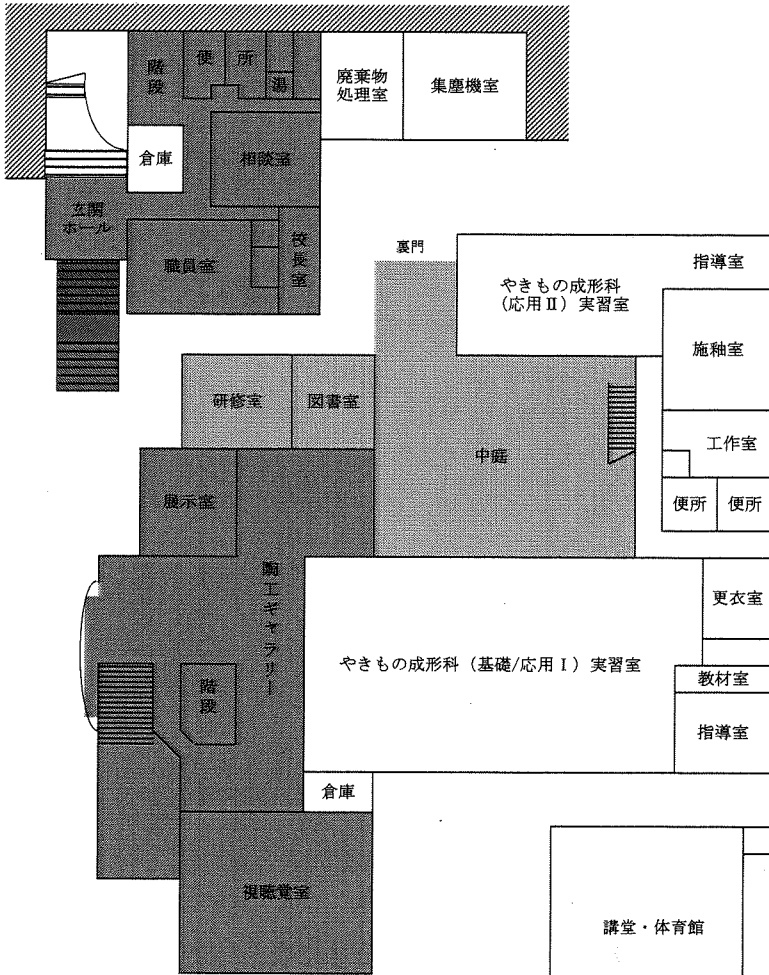 階段
便
所
湯
廃棄物
処理室
集塵機室
倉庫
相談室
玄関
ホール
職員室
校長室
裏門
指導室
やきもの成形科
（応用Ⅱ）実習室
施釉室
研修室
図書室
中庭
工作室
展示室
便所
便所
陶工ギャラリー
更衣室
やきもの成形科（基礎/応用Ⅰ）実習室
教材室
階段
指導室
倉庫
視聴覚室
講堂・体育館